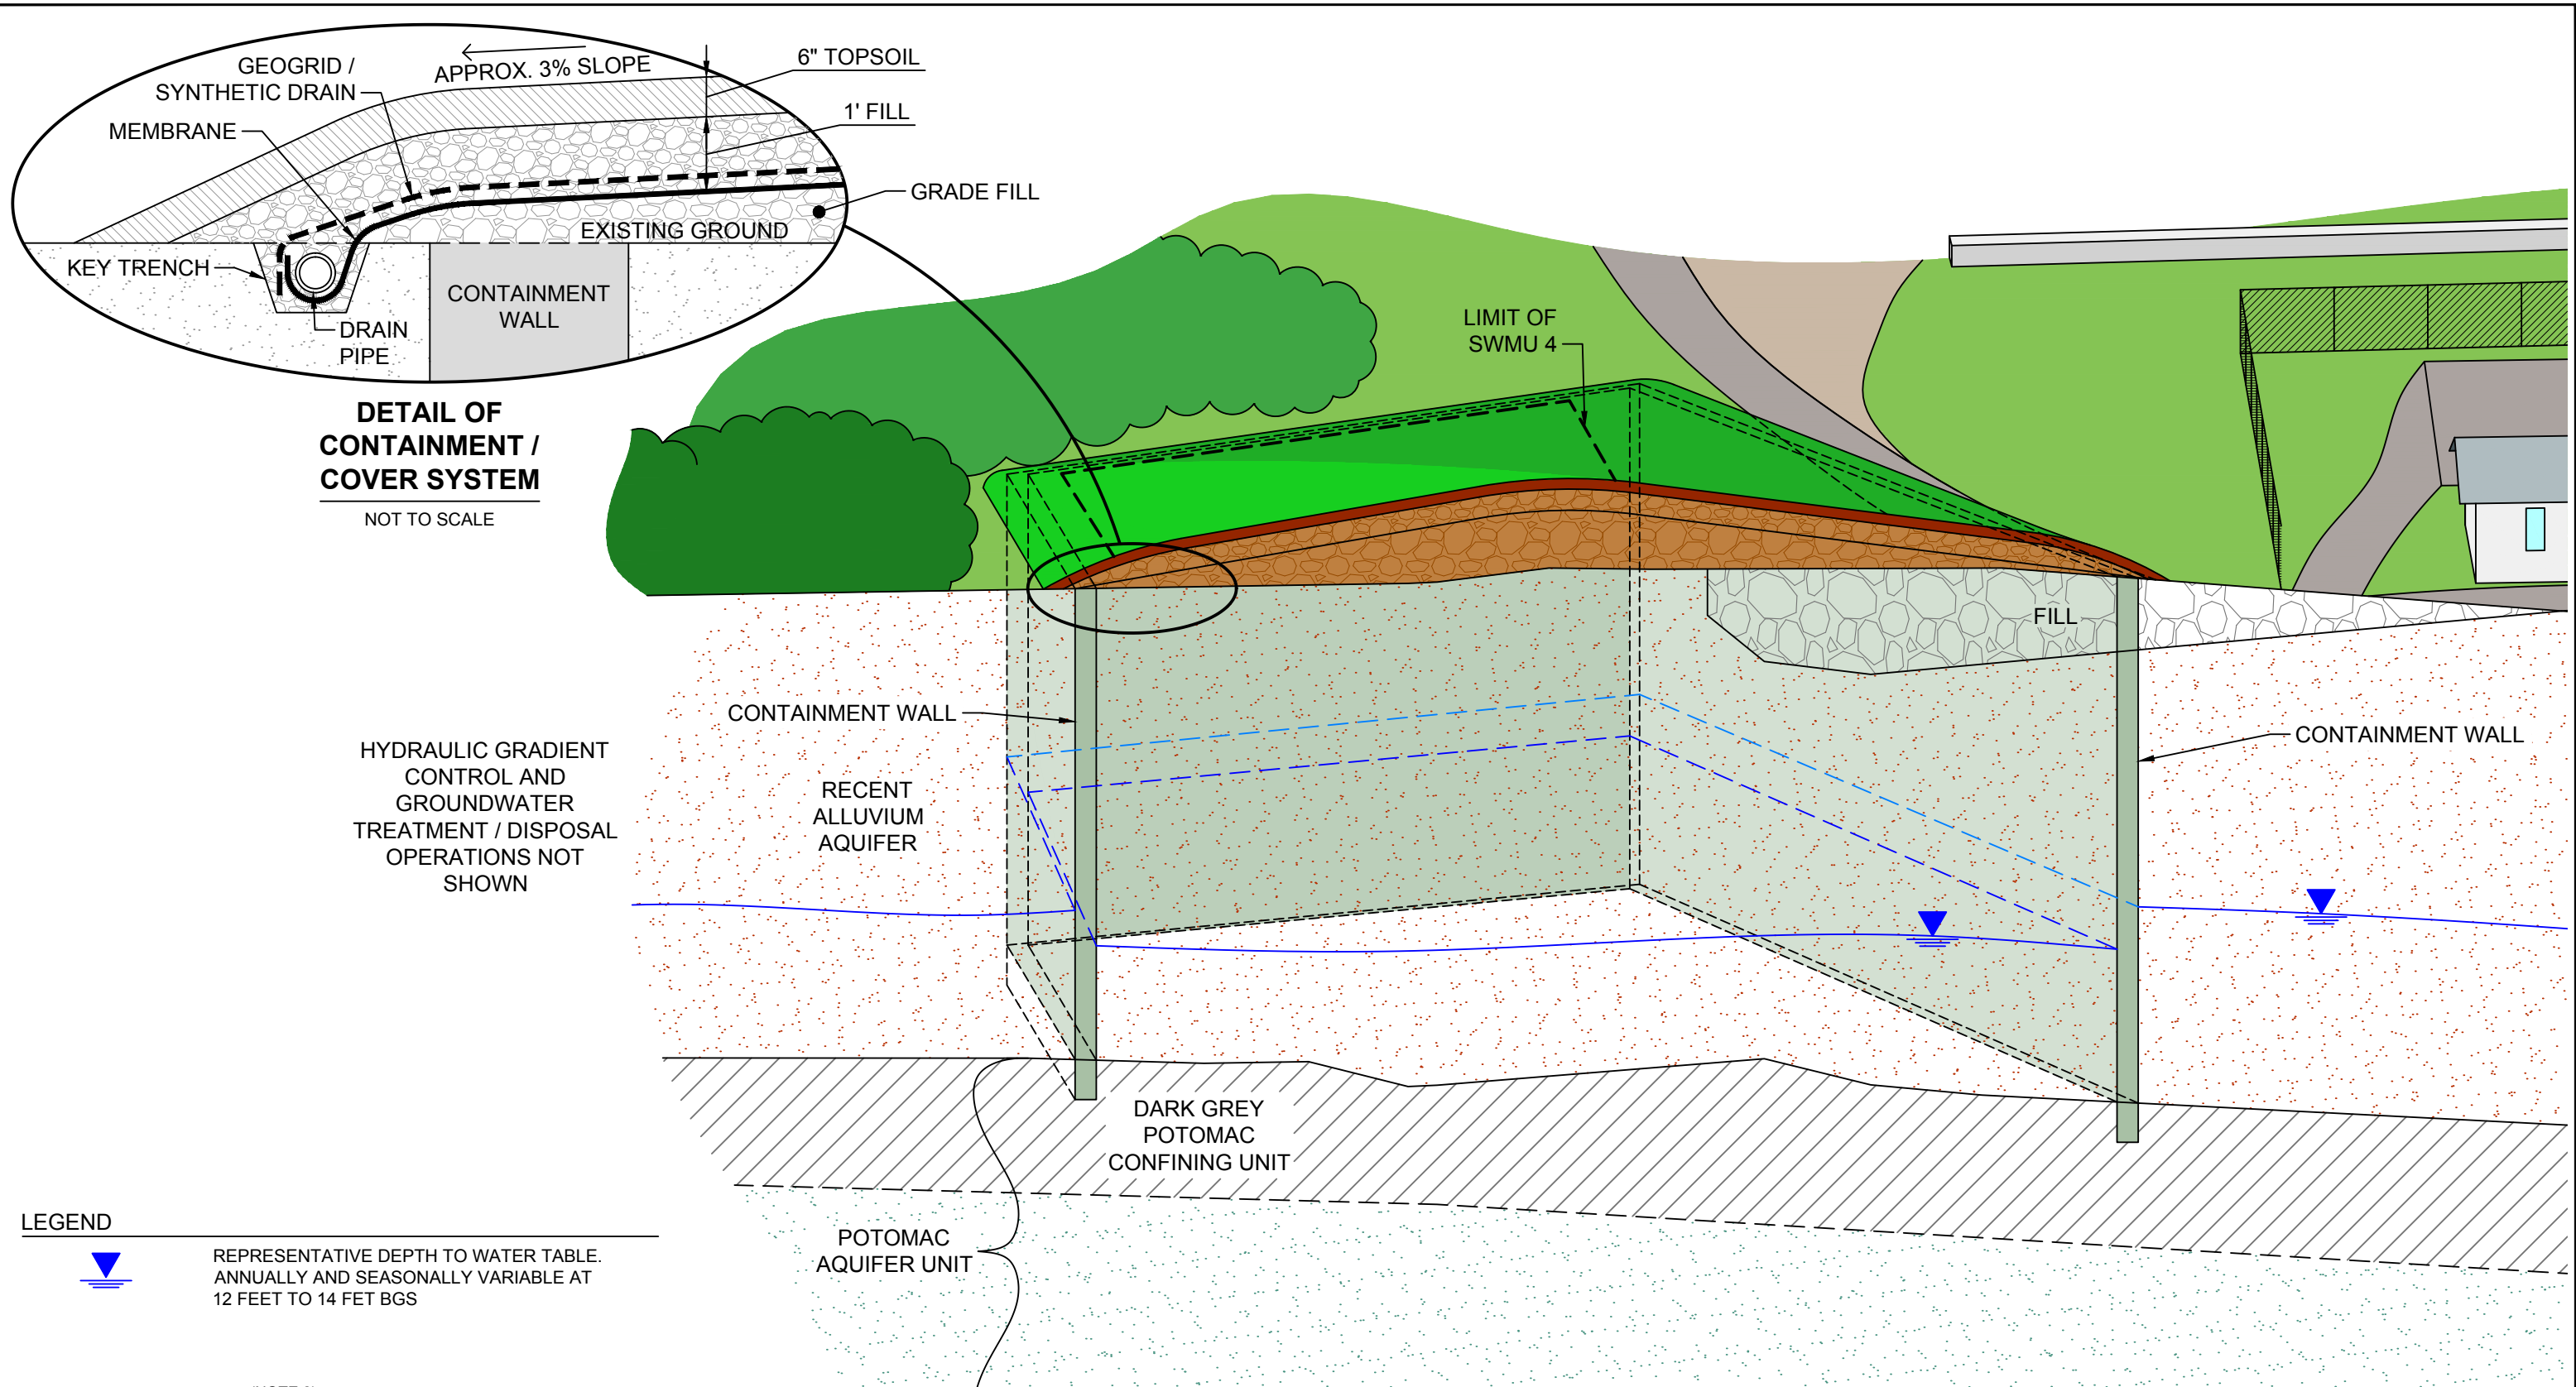 GEOGRID /
SYNTHETIC DRAIN
MEMBRANE
APPROX. 3% SLOPE
6" TOPSOIL
1' FILL
GRADE FILL
EXISTING GROUND
KEY TRENCH
CONTAINMENT
WALL
DRAIN
PIPE
DETAIL OF
CONTAINMENT /
COVER SYSTEM
NOT TO SCALE
LIMIT OF
SWMU 4
FILL
CONTAINMENT WALL
CONTAINMENT WALL
HYDRAULIC GRADIENT
CONTROL AND
GROUNDWATER
TREATMENT / DISPOSAL
OPERATIONS NOT
SHOWN
RECENT
ALLUVIUM
AQUIFER
DARK GREY
POTOMAC
CONFINING UNIT
POTOMAC
AQUIFER UNIT
LEGEND
REPRESENTATIVE DEPTH TO WATER TABLE.
ANNUALLY AND SEASONALLY VARIABLE AT
12 FEET TO 14 FET BGS